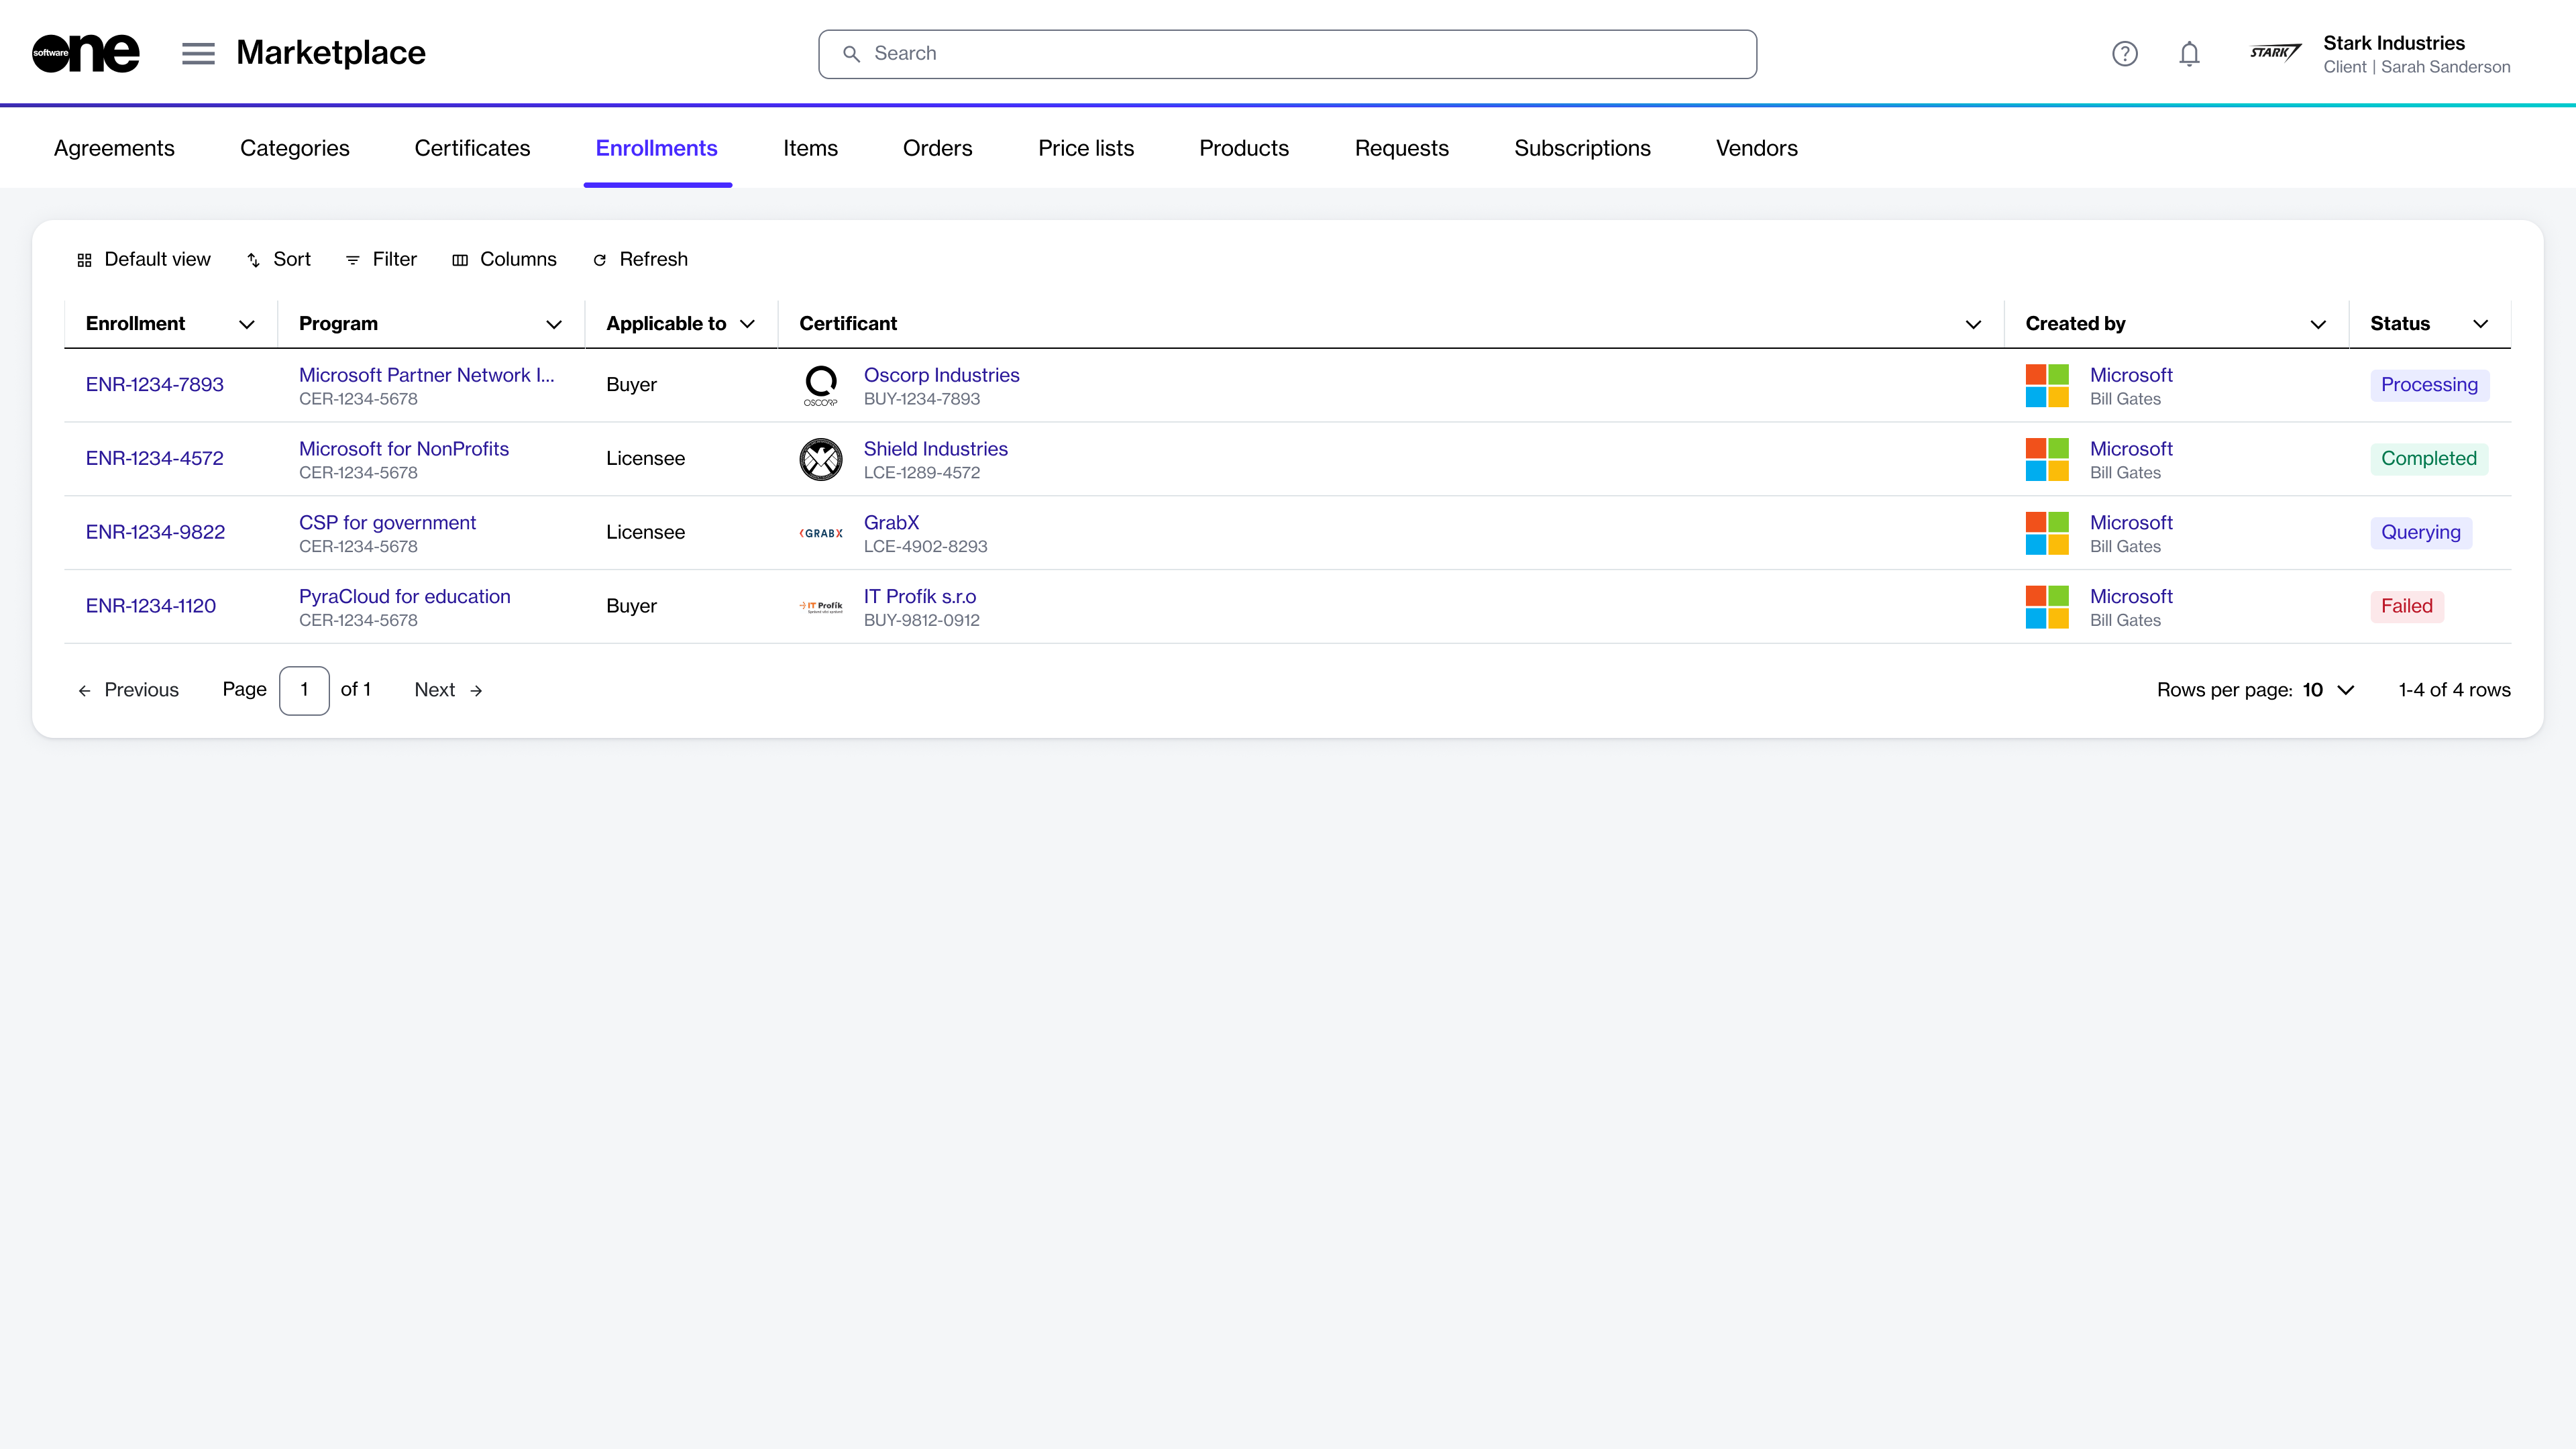 software one
Marketplace
Search
STARK
Stark Industries
Client | Sarah Sanderson
Agreements Categories Certificates Enrollments Items Orders Price lists Products Requests Subscriptions Vendors
Default view Sort Filter Columns Refresh
Enrollment Program Applicable to Certificant Created by Status
ENR-1234-7893 Microsoft Partner Network I... Buyer Oscorp Industries Microsoft Processing
CER-1234-5678 OSCORP BUY-1234-7893 Bill Gates
ENR-1234-4572 Microsoft for NonProfits Licensee Shield Industries Microsoft Completed
CER-1234-5678 LCE-1289-4572 Bill Gates
ENR-1234-9822 CSP for government Licensee GRABX GrabX Microsoft Querying
CER-1234-5678 LCE-4902-8293 Bill Gates
ENR-1234-1120 PyraCloud for education Buyer IT Profík IT Profík s.r.o Microsoft Failed
CER-1234-5678 BUY-9812-0912 Bill Gates
Previous Page 1 of 1 Next Rows per page: 10 1-4 of 4 rows